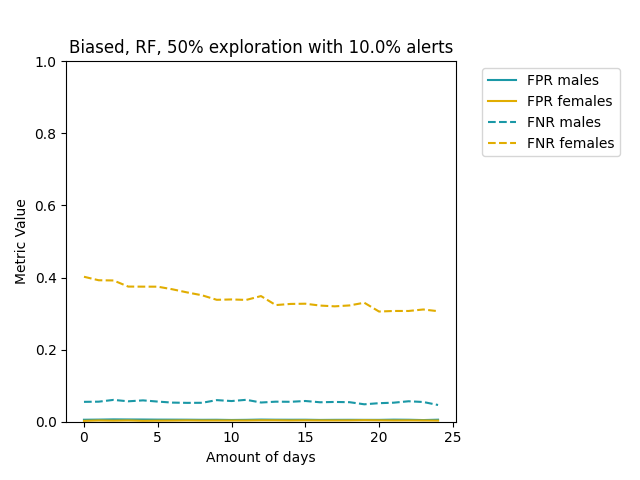 Biased, RF, 50% exploration with 10.0% alerts
1.0
0.8
0.6
0.4
0.2
0.0
Metric Value
0 5 10 15 20 25
Amount of days
FPR males
FPR females
FNR males
FNR females